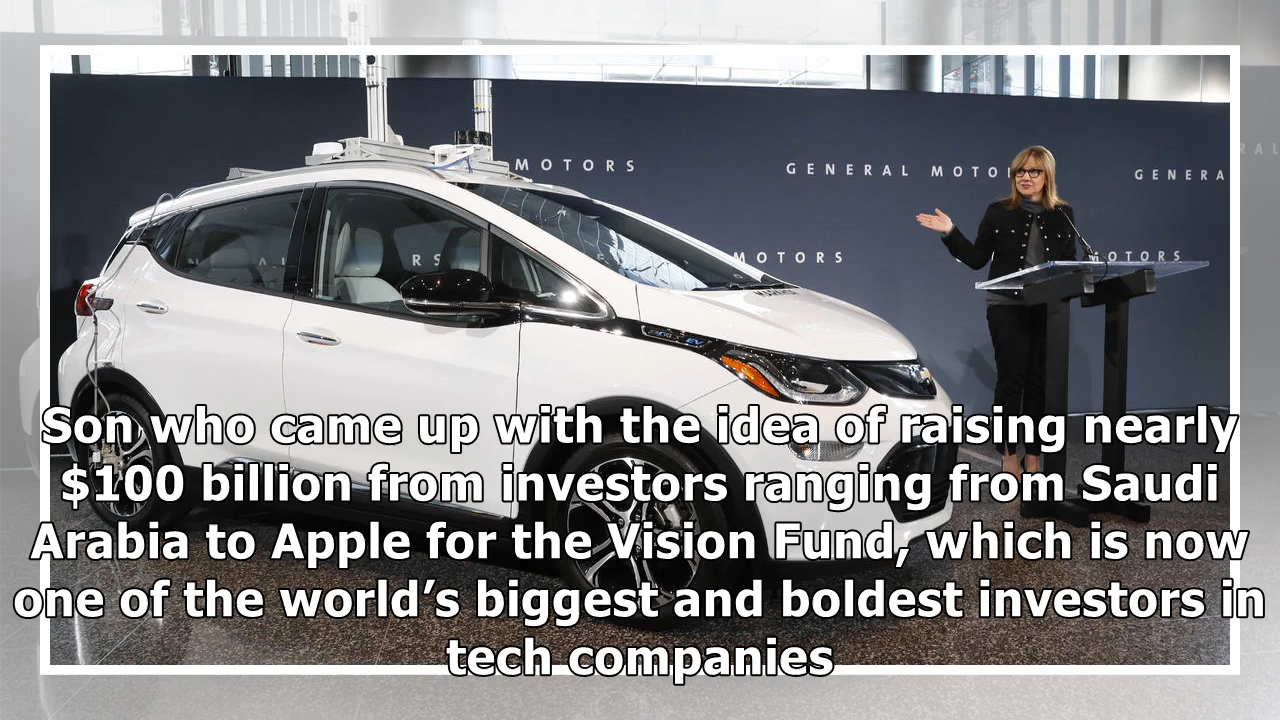 MOTORS
GENERAL MOTO
GENERA
RS
MOTORS
MOTORS
EV
Son who came up with the idea of raising nearly
$100 billion from investors ranging from Saudi
Arabia to Apple for the Vision Fund, which is now
one of the world’s biggest and boldest investors in
tech companies